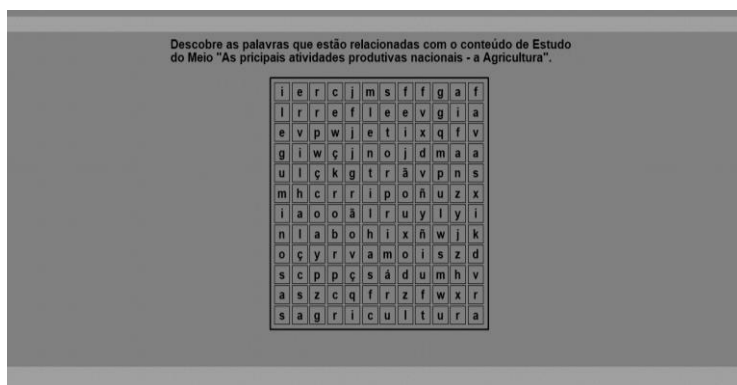 Descobre as palavras que estão relacionadas com o conteúdo de Estudo
do Meio "As pricipais atividades produtivas nacionais - a Agricultura".
i e r c j m s f f g a f
l r r e f l e e v g i a
e v p w j e t i x q f v
g i w ç j n o j d m a a
u l ç k g t r ã v p n s
m h c r r i p o ñ u z x
i a o o ã l r u y l y i
n l a b o h i x ñ w j k
o ç y r v a m o i s z d
s c p p ç s á d u m h v
a s z c q f r z f w x r
s a g r i c u l t u r a